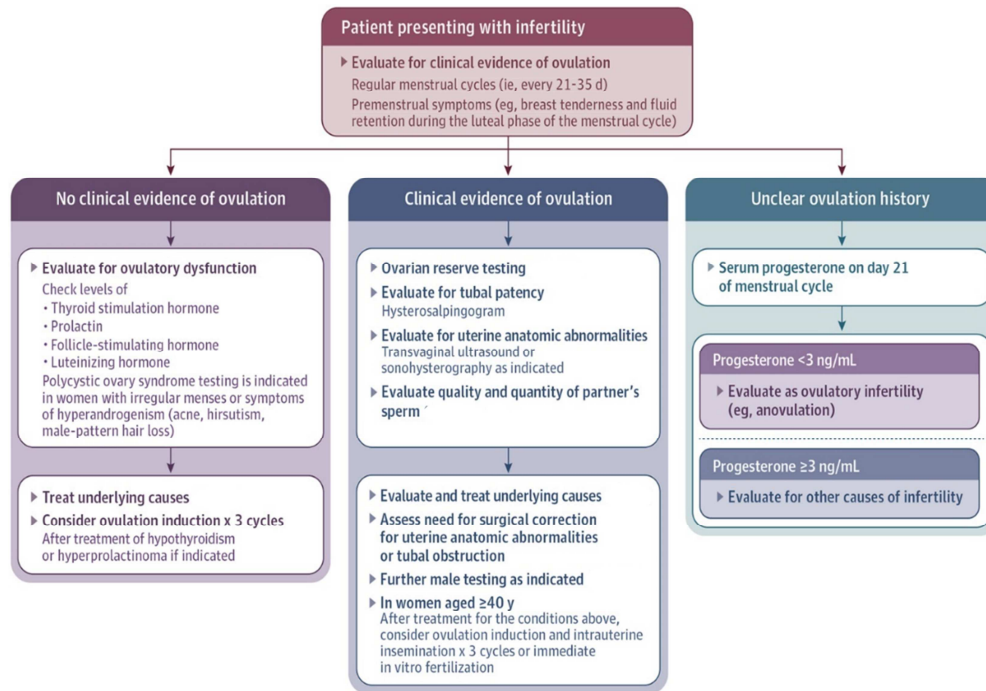 Patient presenting with infertility
Evaluate for clinical evidence of ovulation
Regular menstrual cycles (ie, every 21-35 d)
Premenstrual symptoms (eg, breast tenderness and fluid
retention during the luteal phase of the menstrual cycle)
No clinical evidence of ovulation
Evaluate for ovulatory dysfunction
Check levels of
• Thyroid stimulation hormone
• Prolactin
• Follicle-stimulating hormone
• Luteinizing hormone
Polycystic ovary syndrome testing is indicated
in women with irregular menses or symptoms
of hyperandrogenism (acne, hirsutism,
male-pattern hair loss)
Treat underlying causes
Consider ovulation induction x 3 cycles
After treatment of hypothyroidism
or hyperprolactinoma if indicated
Clinical evidence of ovulation
Ovarian reserve testing
Evaluate for tubal patency
Hysterosalpingogram
Evaluate for uterine anatomic abnormalities
Transvaginal ultrasound or
sonohysterography as indicated
Evaluate quality and quantity of partner's
sperm
Evaluate and treat underlying causes
Assess need for surgical correction
for uterine anatomic abnormalities
or tubal obstruction
Further male testing as indicated
In women aged ≥40 y
After treatment for the conditions above,
consider ovulation induction and intrauterine
insemination x 3 cycles or immediate
in vitro fertilization
Unclear ovulation history
Serum progesterone on day 21
of menstrual cycle
Progesterone <3 ng/mL
Evaluate as ovulatory infertility
(eg, anovulation)
Progesterone ≥3 ng/mL
Evaluate for other causes of infertility